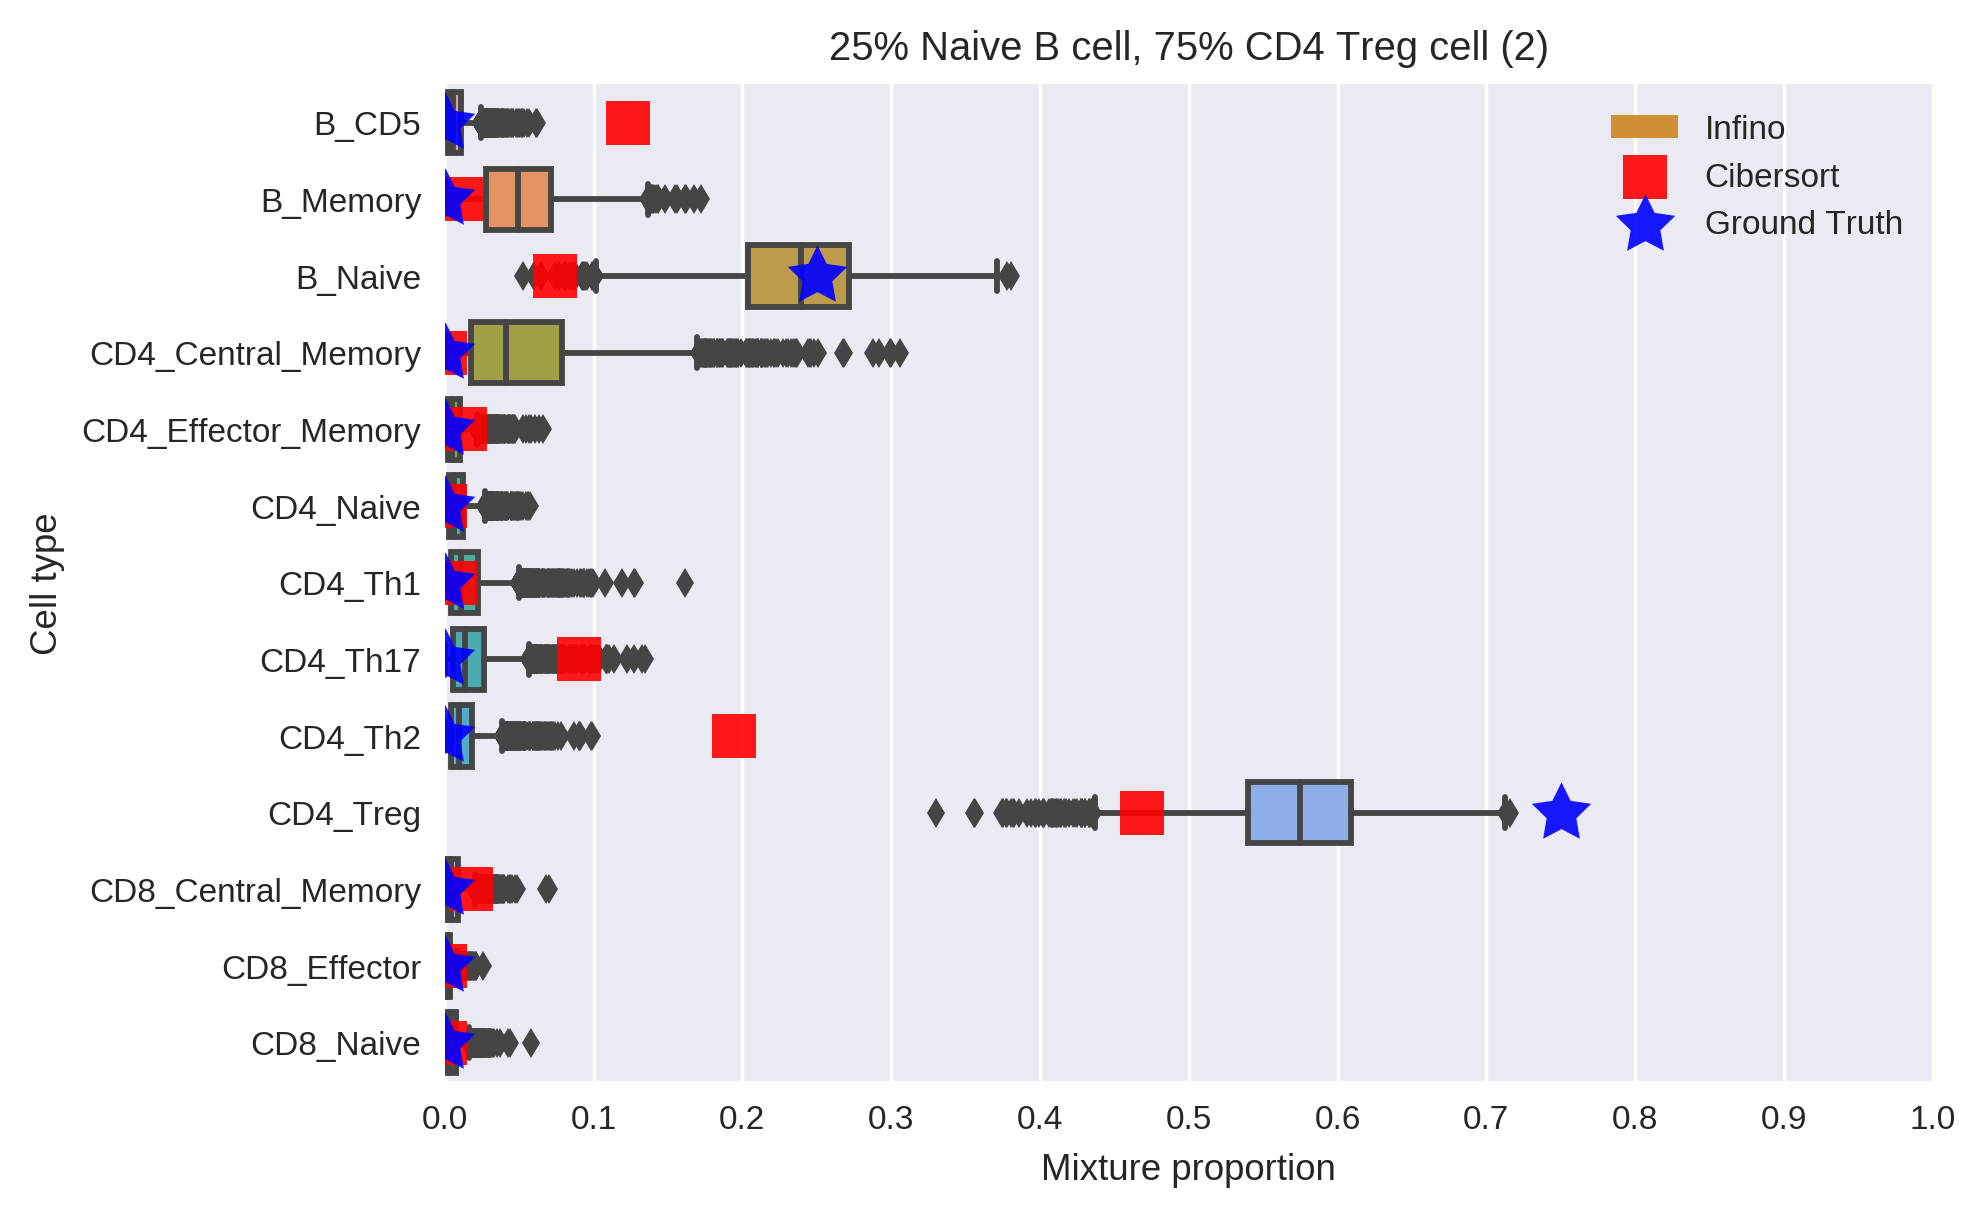 25% Naive B cell, 75% CD4 Treg cell (2)
Infino
Cibersort
Ground Truth
Cell type
B_CD5
B_Memory
B_Naive
CD4_Central_Memory
CD4_Effector_Memory
CD4_Naive
CD4_Th1
CD4_Th17
CD4_Th2
CD4_Treg
CD8_Central_Memory
CD8_Effector
CD8_Naive
0.0 0.1 0.2 0.3 0.4 0.5 0.6 0.7 0.8 0.9 1.0
Mixture proportion